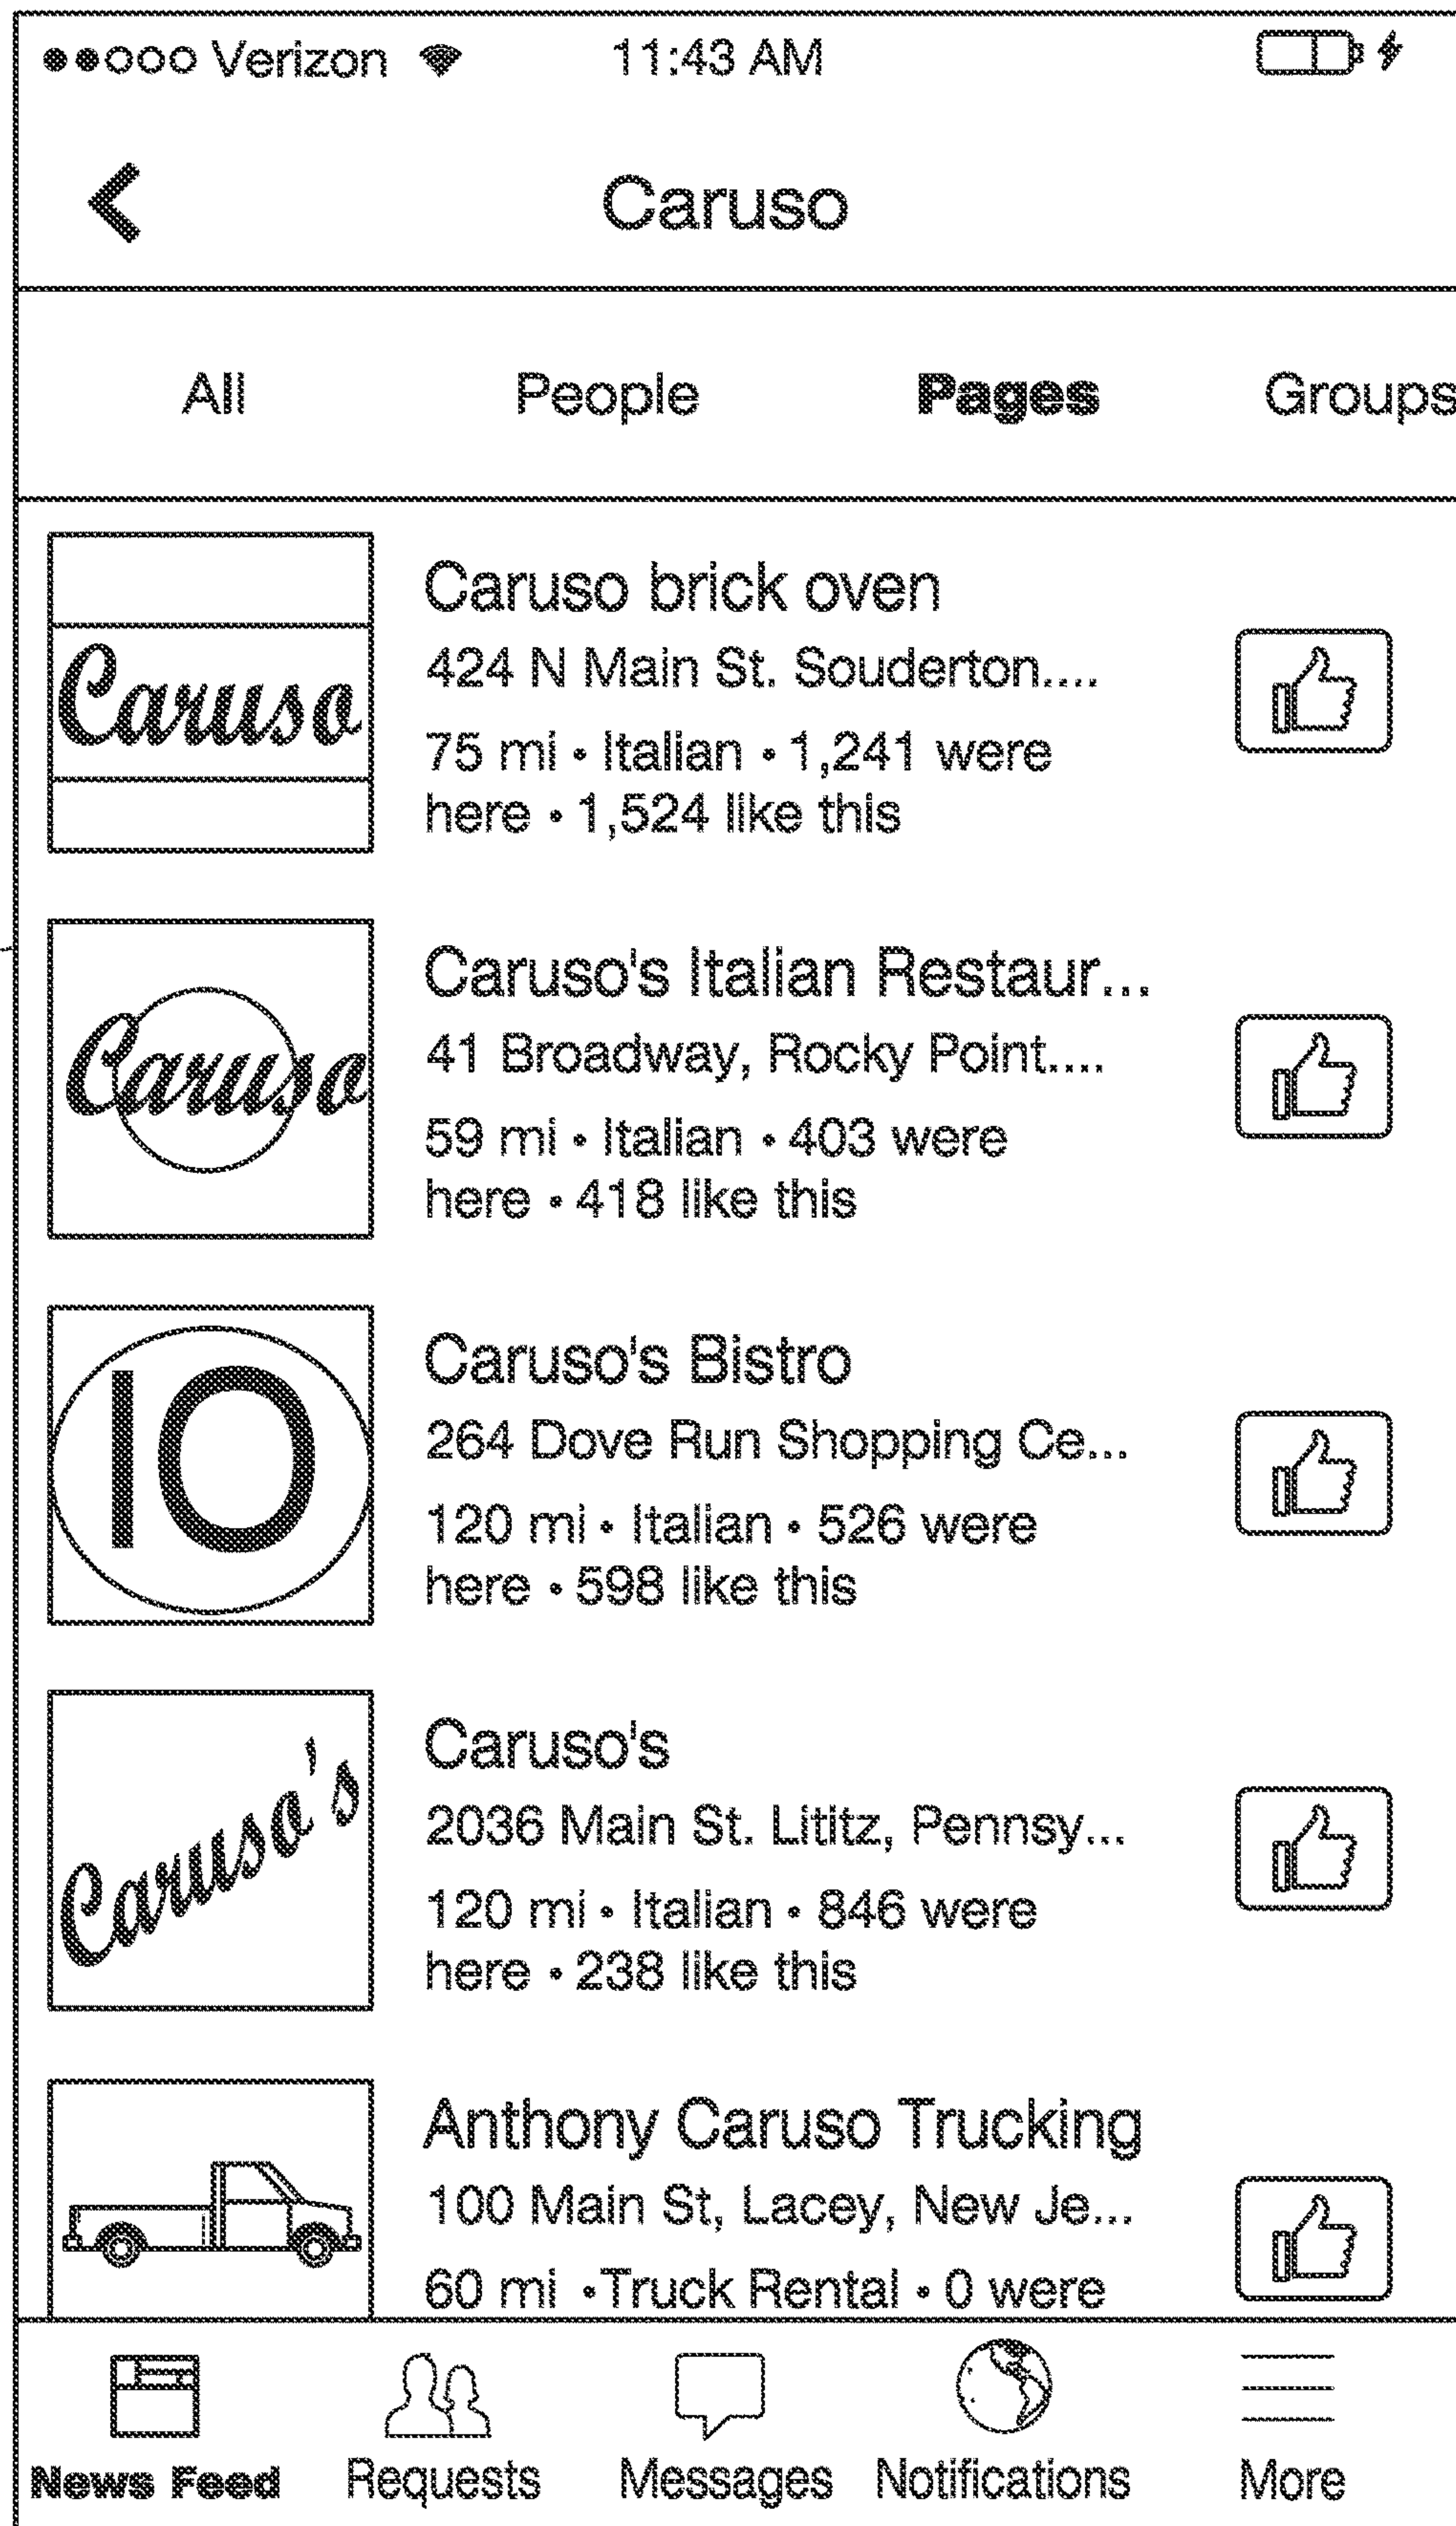 Verizon 11:43 AM
Caruso
All People Pages Groups
Caruso
Caruso brick oven
424 N Main St. Souderton....
75 mi • Italian • 1,241 were
here • 1,524 like this
Caruso
Caruso's Italian Restaur...
41 Broadway, Rocky Point....
59 mi • Italian • 403 were
here • 418 like this
IO
Caruso's Bistro
264 Dove Run Shopping Ce...
120 mi • Italian • 526 were
here • 598 like this
Caruso's
Caruso's
2036 Main St. Lititz, Pennsy...
120 mi • Italian • 846 were
here • 238 like this
Anthony Caruso Trucking
100 Main St, Lacey, New Je...
60 mi •Truck Rental • 0 were
News Feed Requests Messages Notifications More